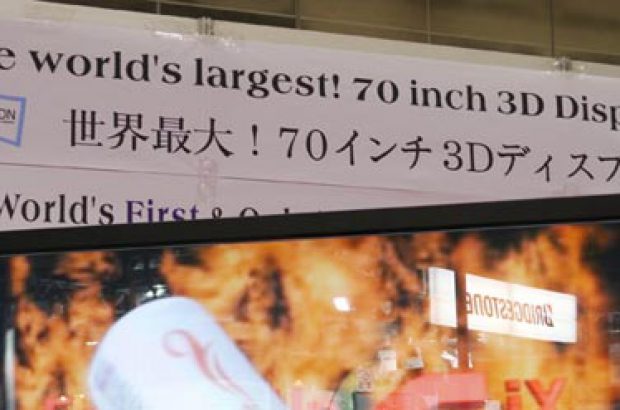 e world's largest! 70 inch 3D Disp
ION
世界最大！70インチ 3Dディスプ
World's First &
BRIDGESTONE